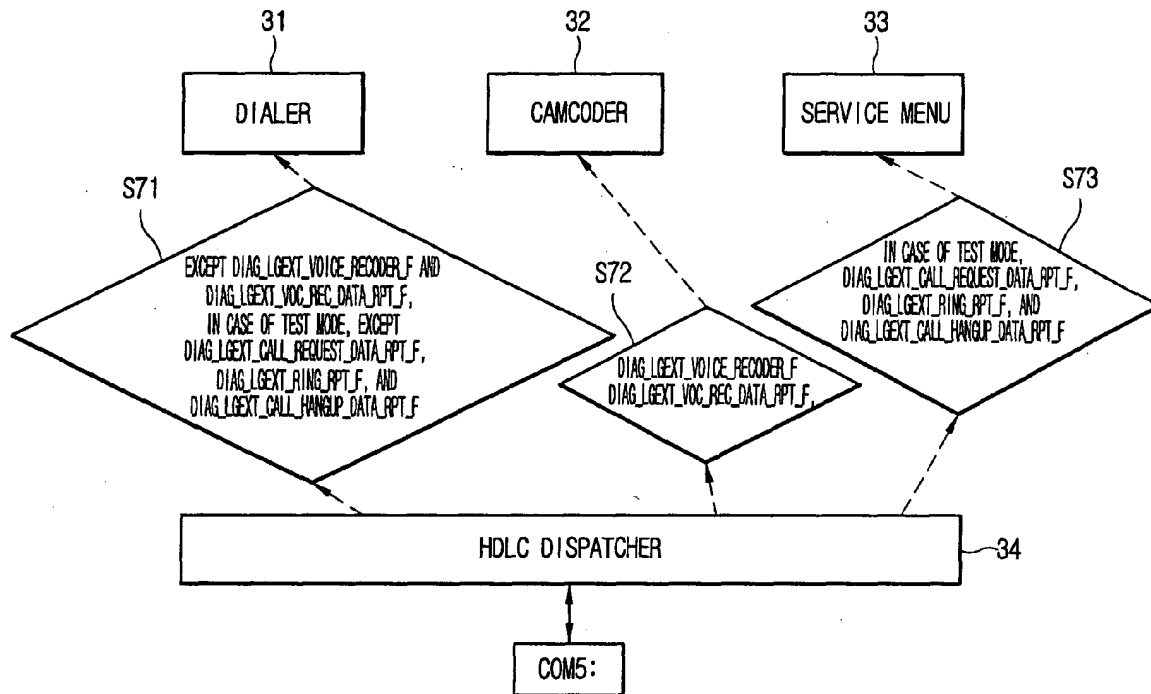 31
32
33
DIALER
CAMCODER
SERVICE MENU
S71
S73
EXCEPT DIAG_LGEXT_VOICE_RECODER_F AND
DIAG_LGEXT_VOC_REC_DATA_RPT_F,
IN CASE OF TEST MODE, EXCEPT
DIAG_LGEXT_CALL_REQUEST_DATA_RPT_F,
DIAG_LGEXT_RING_RPT_F, AND
DIAG_LGEXT_CALL_HANGUP_DATA_RPT_F
S72
DIAG_LGEXT_VOICE_RECODER_F
DIAG_LGEXT_VOC_REC_DATA_RPT_F,
IN CASE OF TEST MODE,
DIAG_LGEXT_CALL_REQUEST_DATA_RPT_F,
DIAG_LGEXT_RING_RPT_F, AND
DIAG_LGEXT_CALL_HANGUP_DATA_RPT_F
HDLC DISPATCHER
34
COM5: